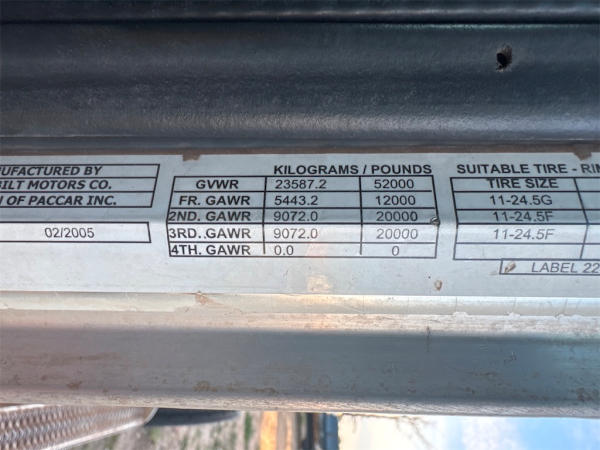 UFACTURED BY
BILT MOTORS CO.
N OF PACCAR INC.
02/2005
KILOGRAMS / POUNDS
GVWR 23587.2 52000
FR. GAWR 5443.2 12000
2ND. GAWR 9072.0 20000
3RD. GAWR 9072.0 20000
4TH. GAWR 0.0 0
SUITABLE TIRE - RIM
TIRE SIZE
11-24.5G
11-24.5F
11-24.5F
LABEL 22